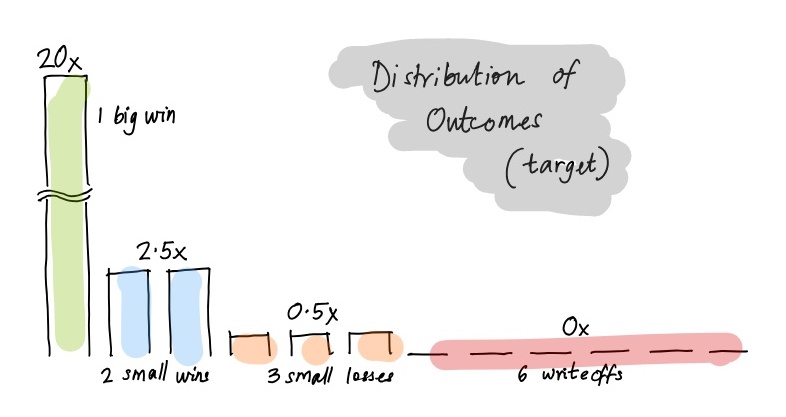 Distribution of
Outcomes
(target)
20x
1 big win
2.5x
2 small wins
0.5x
3 small losses
0x
6 writeoffs